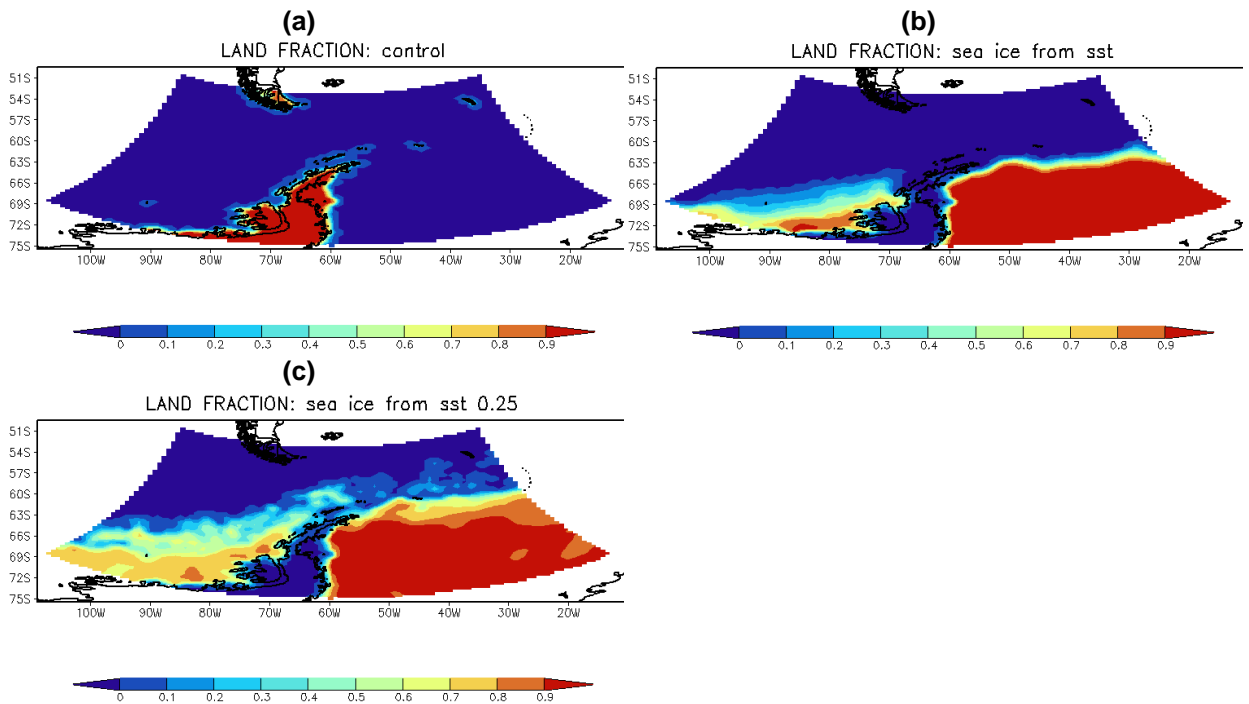 (a)
LAND FRACTION: control
51S
54S
57S
60S
63S
66S
69S
72S
75S
100W 90W 80W 70W 60W 50W 40W 30W 20W
0 0.1 0.2 0.3 0.4 0.5 0.6 0.7 0.8 0.9
(b)
LAND FRACTION: sea ice from sst
51S
54S
57S
60S
63S
66S
69S
72S
75S
100W 90W 80W 70W 60W 50W 40W 30W 20W
0 0.1 0.2 0.3 0.4 0.5 0.6 0.7 0.8 0.9
(c)
LAND FRACTION: sea ice from sst 0.25
51S
54S
57S
60S
63S
66S
69S
72S
75S
100W 90W 80W 70W 60W 50W 40W 30W 20W
0 0.1 0.2 0.3 0.4 0.5 0.6 0.7 0.8 0.9